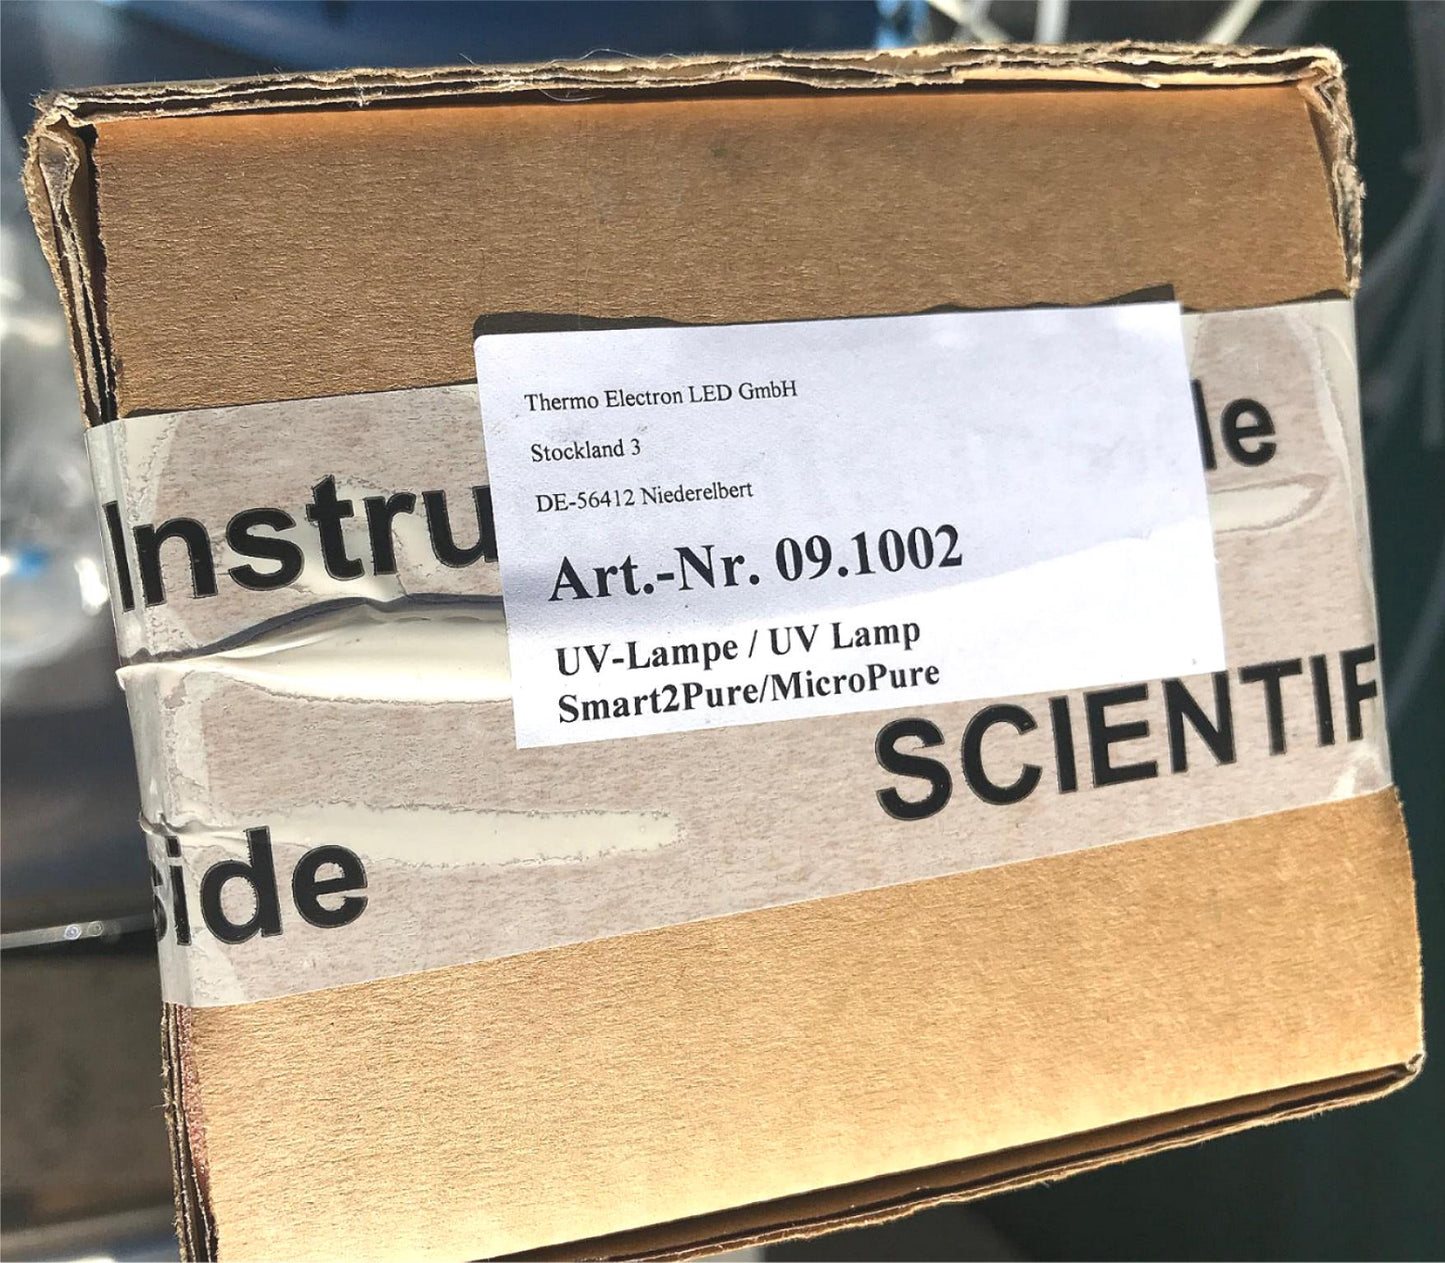 Thermo Electron LED GmbH
Stockland 3
DE-56412 Niederelbert
Art.-Nr. 09.1002
UV-Lampe / UV Lamp
Smart2Pure/MicroPure
Instru
le
SCIENTIF
ide